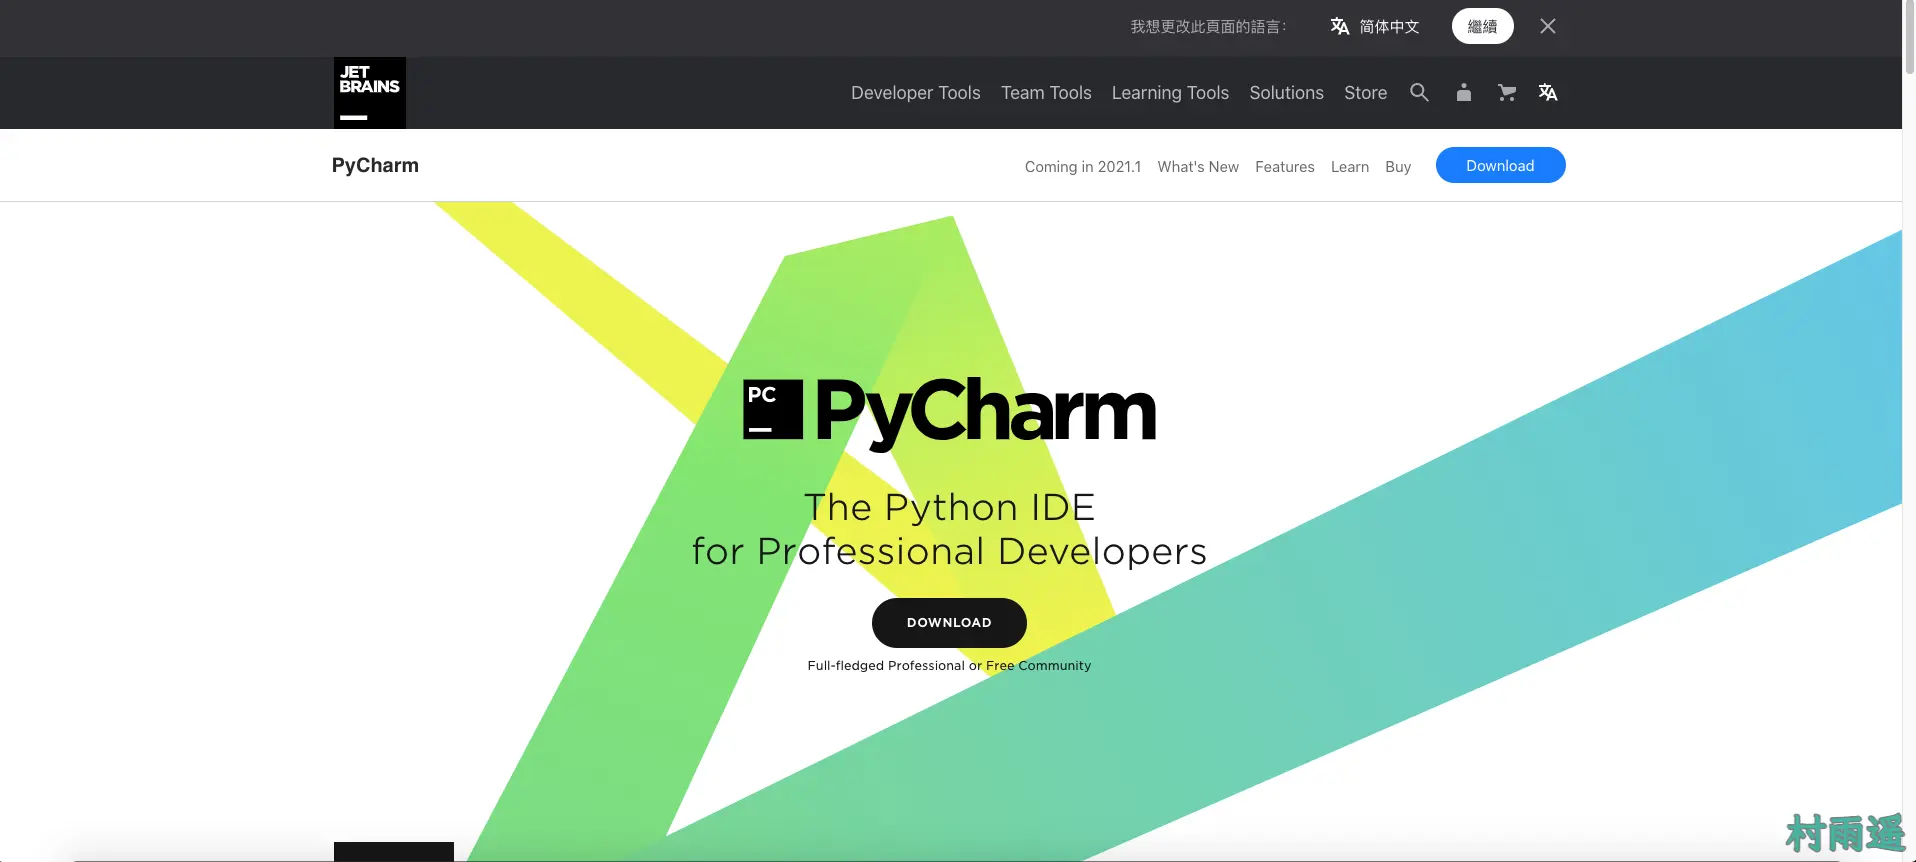 我想更改此頁面的語言:
简体中文
繼續
JET
BRAINS
Developer Tools
Team Tools
Learning Tools
Solutions
Store
PyCharm
Coming in 2021.1
What's New
Features
Learn
Buy
Download
PC
PyCharm
The Python IDE
for Professional Developers
DOWNLOAD
Full-fledged Professional or Free Community
村雨遥